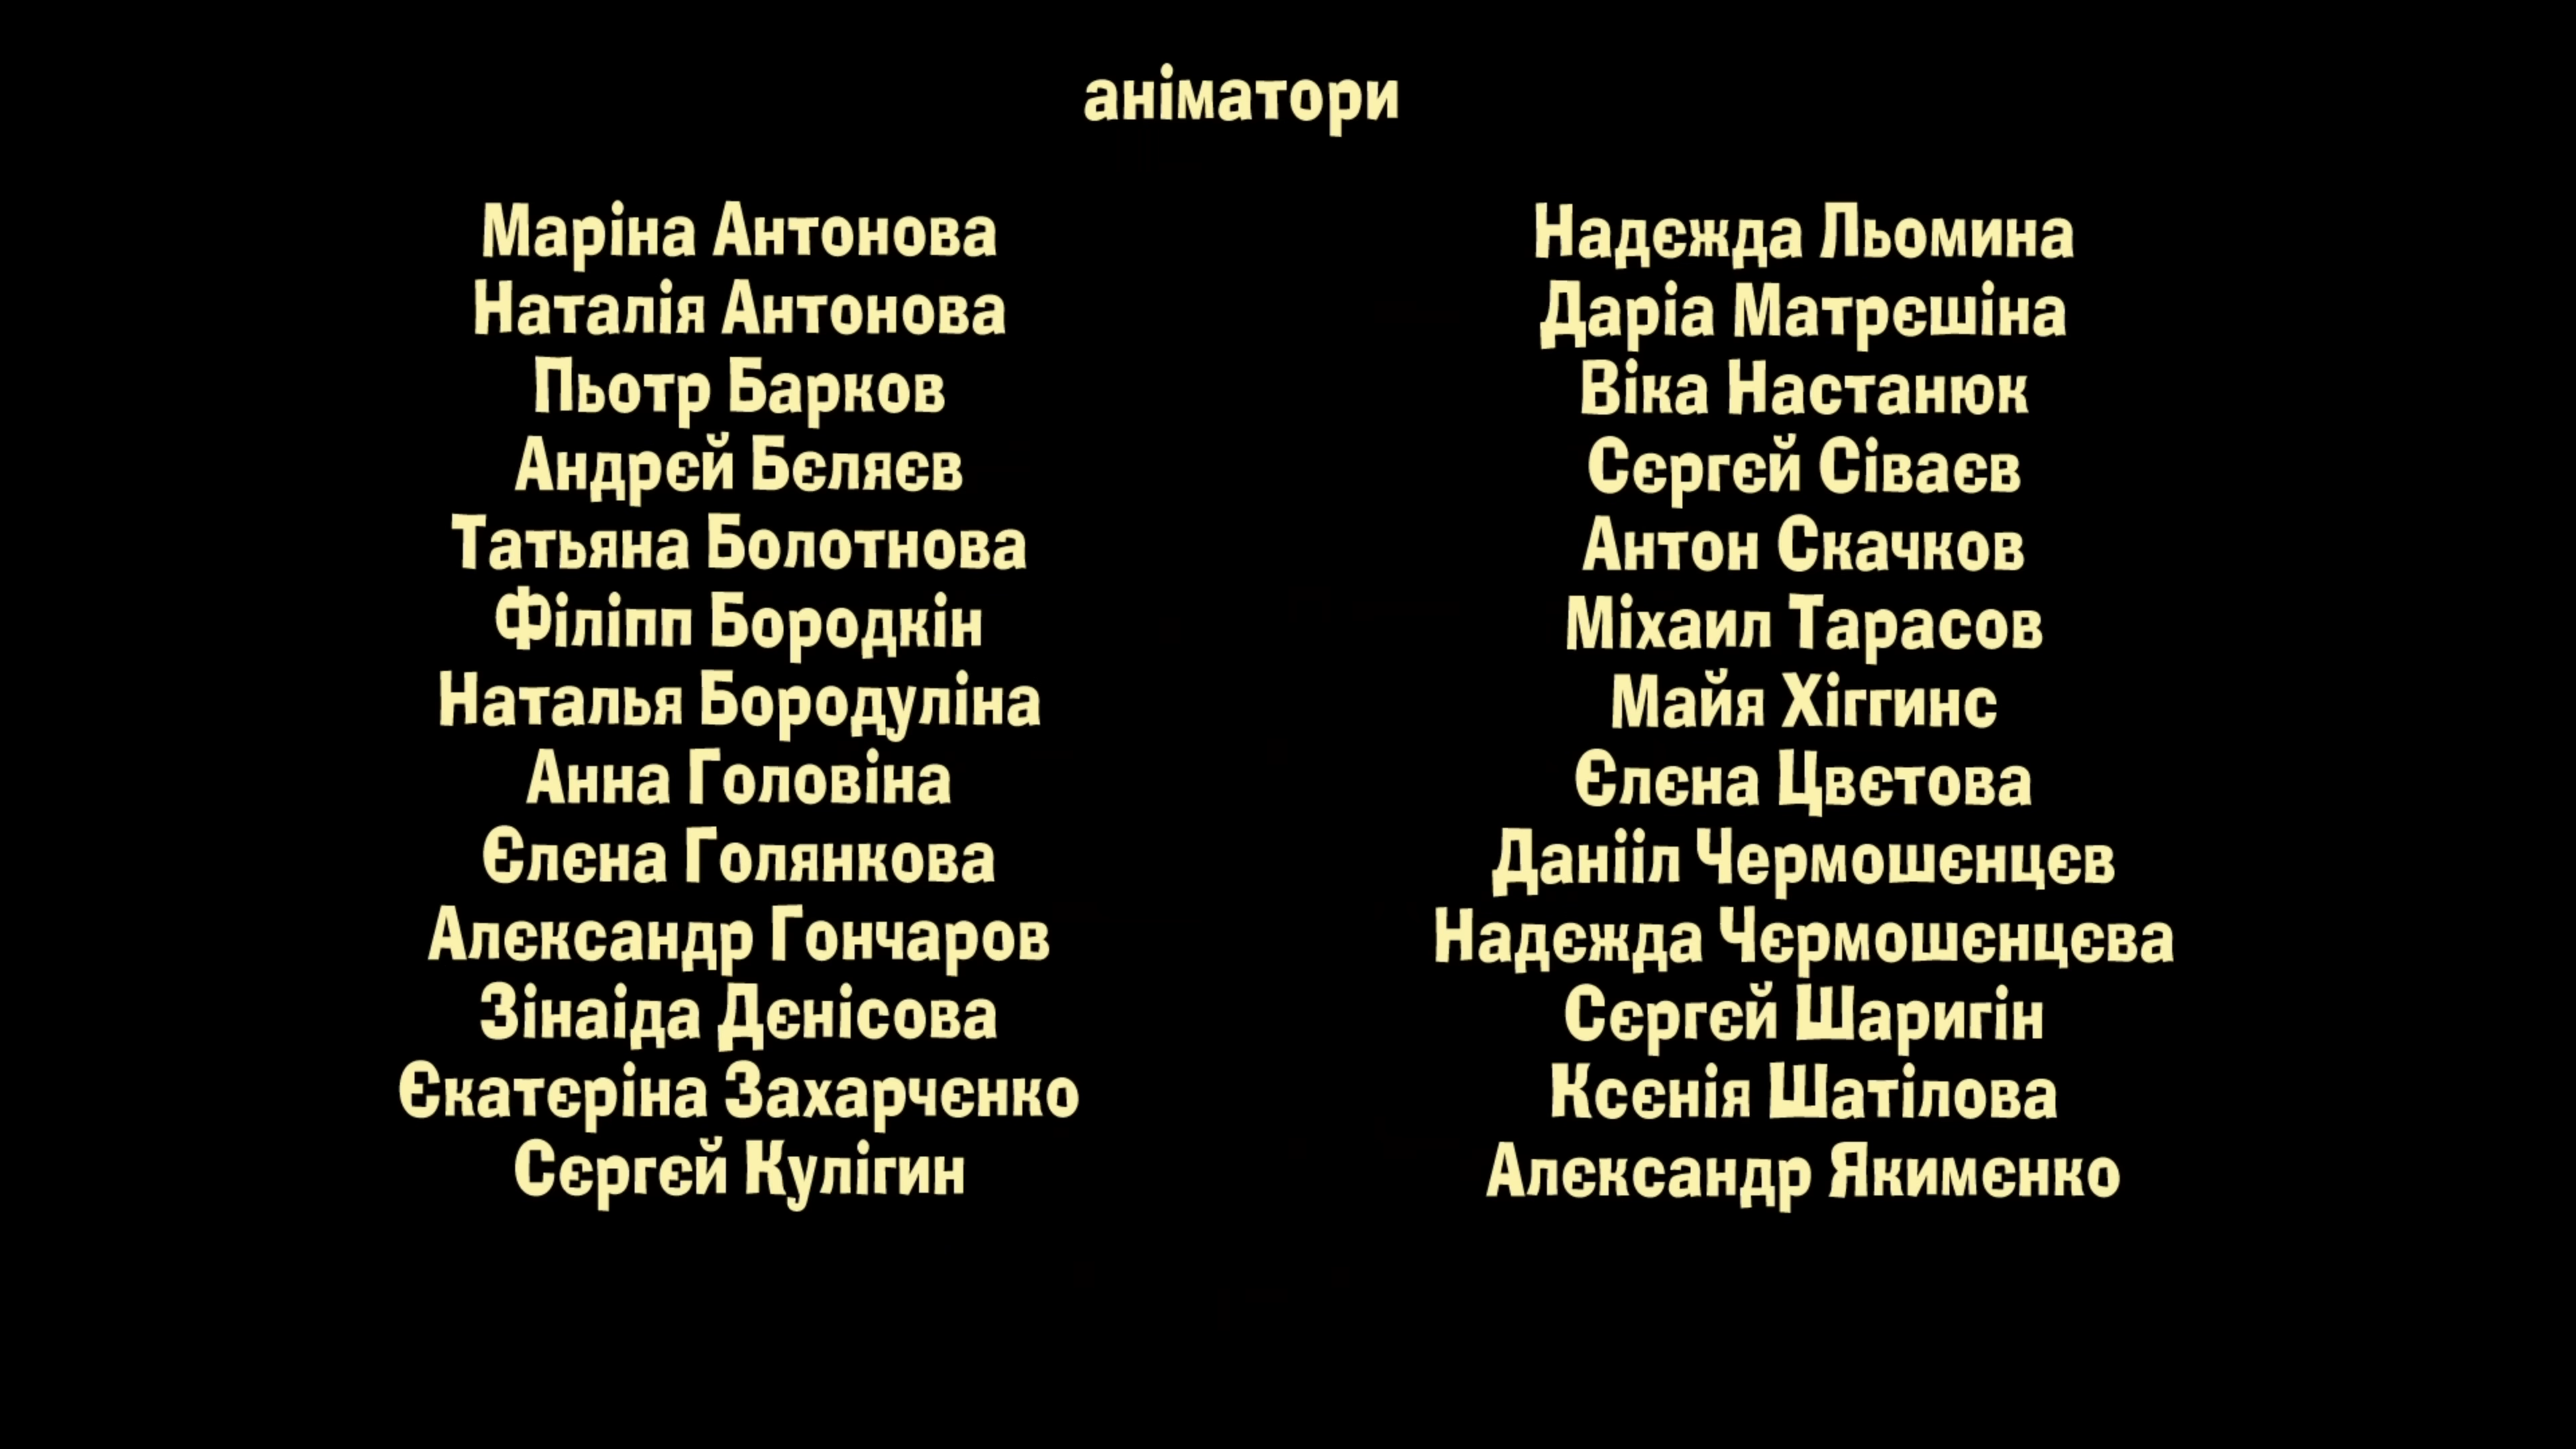 аніматори
Маріна Антонова
Наталія Антонова
Пьотр Барков
Андрєй Бєляєв
Татьяна Болотнова
Філіпп Бородкін
Наталья Бородуліна
Анна Головіна
Єлєна Голянкова
Алєксандр Гончаров
Зінаіда Дєнісова
Єкатєріна Захарчєнко
Сєргєй Кулігин
Надєжда Льомина
Даріа Матрєшіна
Віка Настанюк
Сєргєй Сіваєв
Антон Скачков
Міхаил Тарасов
Майя Хіггинс
Єлєна Цвєтова
Данііл Чермошєнцєв
Надєжда Чєрмошєнцєва
Сєргєй Шаригін
Ксєнія Шатілова
Алєксандр Якимєнко